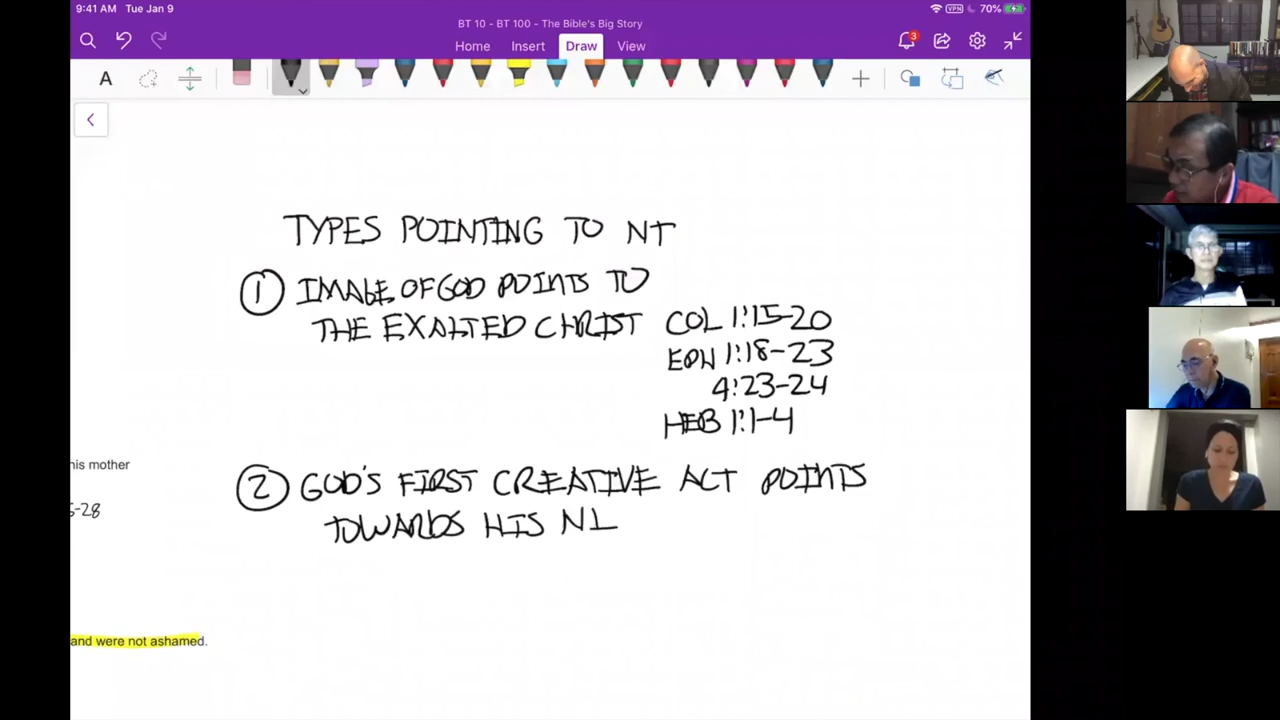 9:41 AM Tue Jan 9
70%
BT 10 - BT 100 - The Bible's Big Story
VPN
Home Insert Draw View
3
A
TYPES POINTING TO NT
1 IMAGE OF GOD POINTS TO
THE EXALTED CHRIST COL 1:15-20
EPH 1:18-23
4:23-24
HEB 1:1-4
his mother
2 GOD'S FIRST CREATIVE ACT POINTS
5-28
TOWARDS HIS
and were not ashamed.